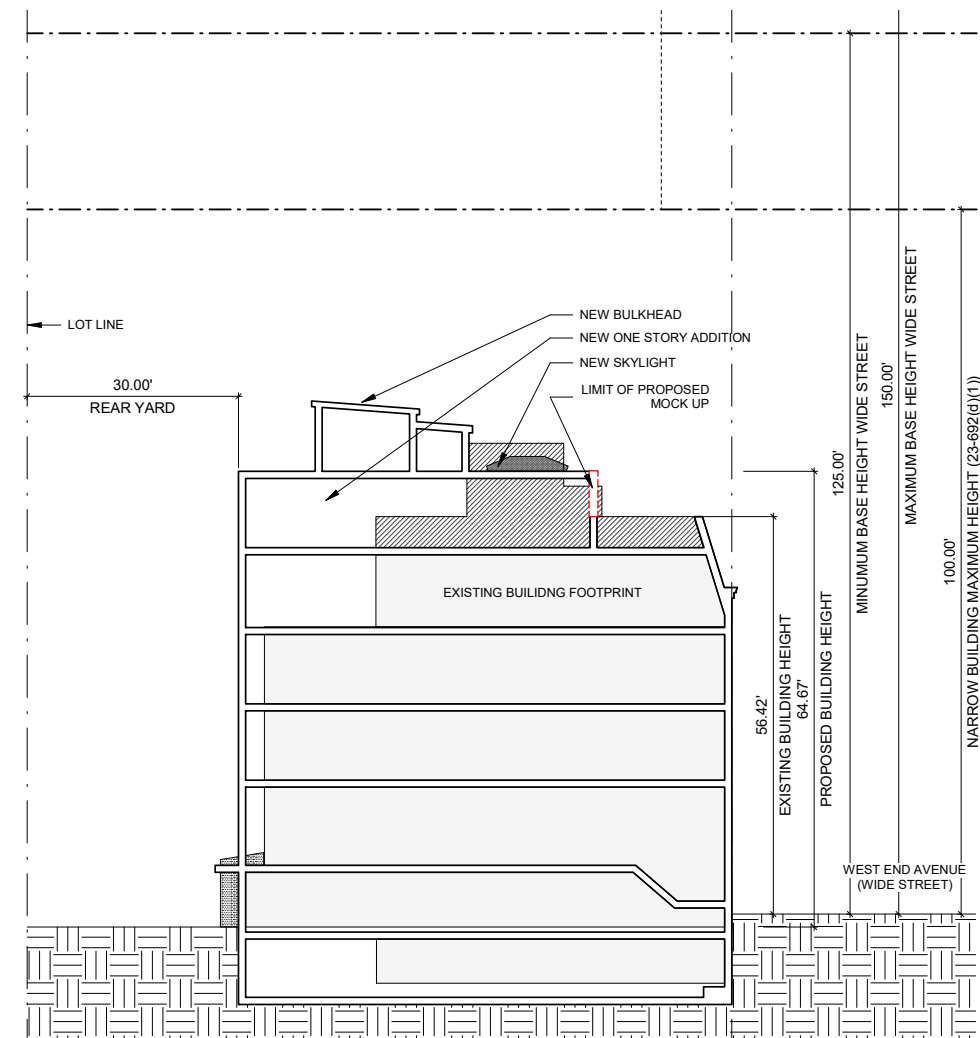 NEW BULKHEAD
LOT LINE
NEW ONE STORY ADDITION
NEW SKYLIGHT
LIMIT OF PROPOSED
MOCK UP
30.00'
REAR YARD
EXISTING BUILIDNG FOOTPRINT
56.42'
EXISTING BUILDING HEIGHT
64.67'
PROPOSED BUILDING HEIGHT
125.00'
MINUMUM BASE HEIGHT WIDE STREET
150.00'
MAXIMUM BASE HEIGHT WIDE STREET
100.00'
NARROW BUILDING MAXIMUM HEIGHT (23-692(d)(1))
WEST END AVENUE
(WIDE STREET)